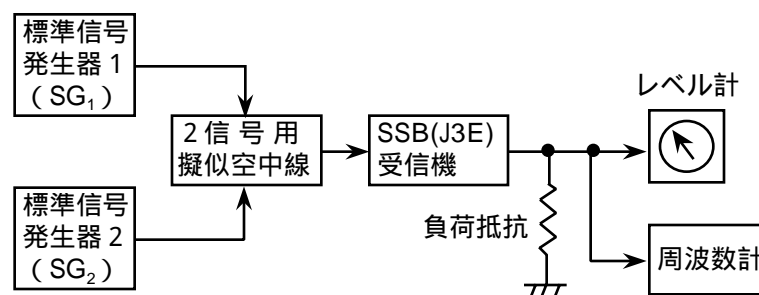 標準信号
発生器 1
(SG₁)
2信号用
擬似空中線
SSB(J3E)
受信機
レベル計
標準信号
発生器 2
(SG₂)
負荷抵抗
周波数計